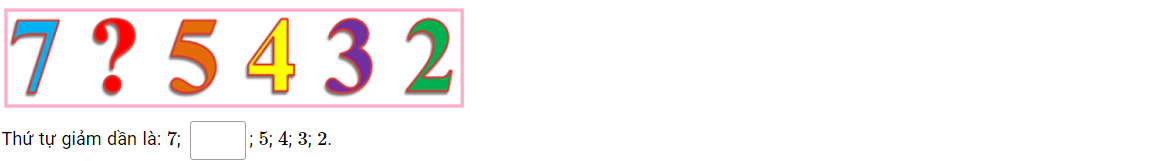 7 ? 5 4 3 2
Thứ tự giảm dần là: 7; ; 5; 4; 3; 2.